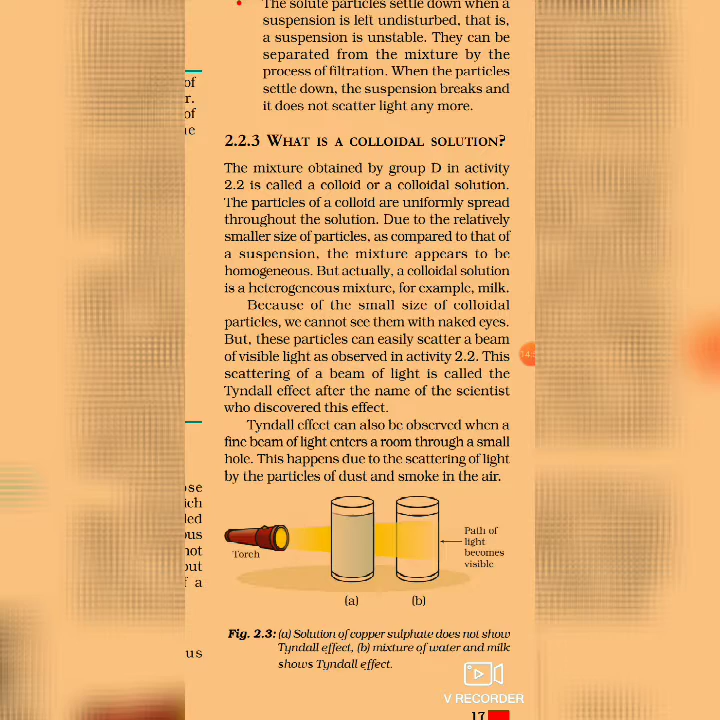 of
r.
of
ose
ich
led
ous
not
out
f a
us
• The solute particles settle down when a
suspension is left undisturbed, that is,
a suspension is unstable. They can be
separated from the mixture by the
process of filtration. When the particles
settle down, the suspension breaks and
it does not scatter light any more.
2.2.3 WHAT IS A COLLOIDAL SOLUTION?
The mixture obtained by group D in activity
2.2 is called a colloid or a colloidal solution.
The particles of a colloid are uniformly spread
throughout the solution. Due to the relatively
smaller size of particles, as compared to that of
a suspension, the mixture appears to be
homogeneous. But actually, a colloidal solution
is a heterogeneous mixture, for example, milk.
Because of the small size of colloidal
particles, we cannot see them with naked eyes.
But, these particles can easily scatter a beam
of visible light as observed in activity 2.2. This
scattering of a beam of light is called the
Tyndall effect after the name of the scientist
who discovered this effect.
Tyndall effect can also be observed when a
fine beam of light enters a room through a small
hole. This happens due to the scattering of light
by the particles of dust and smoke in the air.
Torch
Path of
light
becomes
visible
(a) (b)
Fig. 2.3: (a) Solution of copper sulphate does not show
Tyndall effect, (b) mixture of water and milk
shows Tyndall effect.
V RECORDER
17